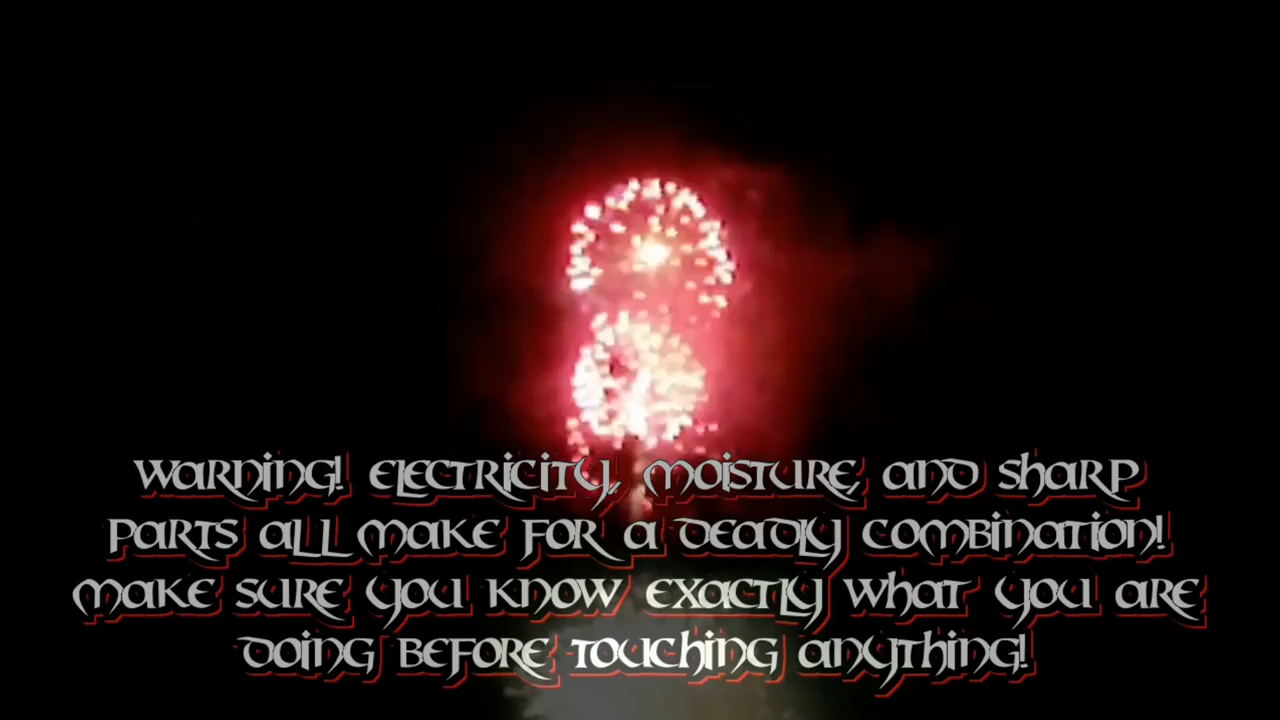 Warning! Electricity, moisture, and sharp
parts all make for a deadly combination!
Make sure you know exactly what you are
doing before touching anything!